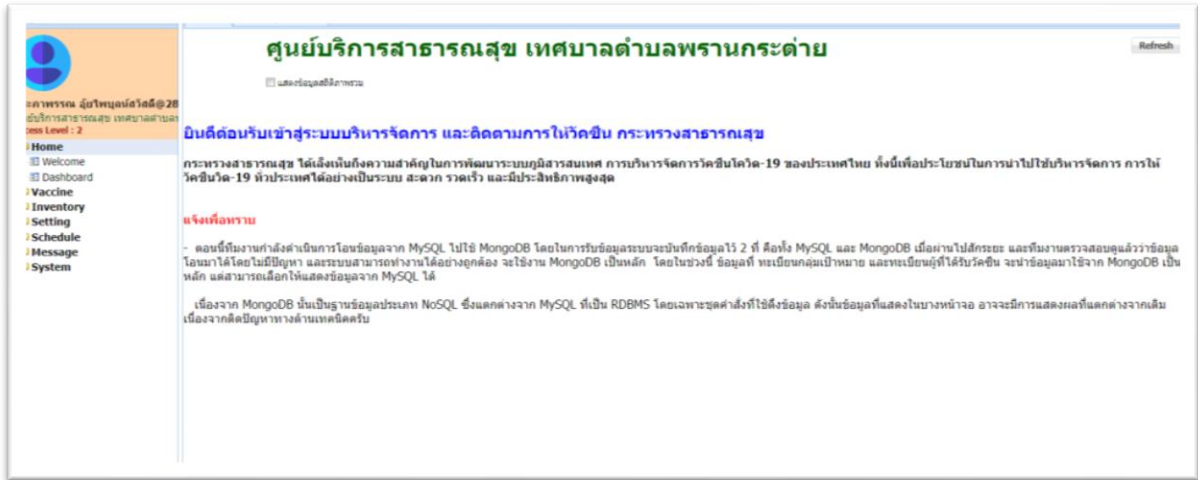 ศูนย์บริการสาธารณสุข เทศบาลตำบลพรานกระต่าย
Refresh
แสดงข้อมูลสถิติภาพรวม
cess Level : 2
Home
Welcome
Dashboard
Vaccine
Inventory
Setting
Schedule
Message
System
ยินดีต้อนรับเข้าสู่ระบบบริหารจัดการ และติดตามการให้วัคซีน กระทรวงสาธารณสุข
กระทรวงสาธารณสุข ได้เล็งเห็นถึงความสำคัญในการพัฒนาระบบภูมิสารสนเทศ การบริหารจัดการวัคซีนโควิด-19 ของประเทศไทย ทั้งนี้เพื่อประโยชน์ในการนำไปใช้บริหารจัดการ การให้
วัคซีนวิด-19 ทั่วประเทศได้อย่างเป็นระบบ สะดวก รวดเร็ว และมีประสิทธิภาพสูงสุด
แจ้งเพื่อทราบ
- ตอนนี้ทีมงานกำลังดำเนินการโอนข้อมูลจาก MySQL ไปใช้ MongoDB โดยในการรับข้อมูลระบบจะบันทึกข้อมูลไว้ 2 ที่ คือทั้ง MySQL และ MongoDB เมื่อผ่านไปสักระยะ และทีมงานตรวจสอบดูแล้วว่าข้อมูล
โอนมาได้โดยไม่มีปัญหา และระบบสามารถทำงานได้อย่างถูกต้อง จะใช้งาน MongoDB เป็นหลัก โดยในช่วงนี้ ข้อมูลที่ ทะเบียนกลุ่มเป้าหมาย และทะเบียนผู้ที่ได้รับวัคซีน จะนำข้อมูลมาใช้จาก MongoDB เป็น
หลัก แต่สามารถเลือกให้แสดงข้อมูลจาก MySQL ได้
เนื่องจาก MongoDB นั้นเป็นฐานข้อมูลประเภท NoSQL ซึ่งแตกต่างจาก MySQL ที่เป็น RDBMS โดยเฉพาะชุดคำสั่งที่ใช้ดึงข้อมูล ดังนั้นข้อมูลที่แสดงในบางหน้าจอ อาจจะมีการแสดงผลที่แตกต่างจากเดิม
เนื่องจากติดปัญหาทางด้านเทคนิคครับ